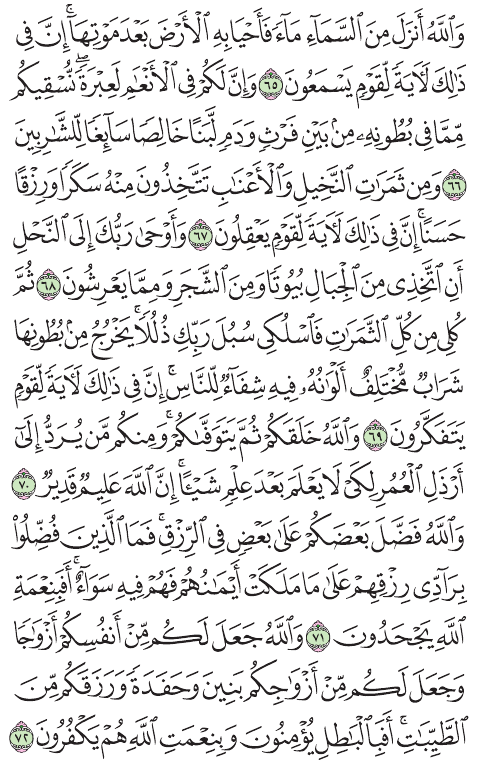 وَٱللَّهُ أَنزَلَ مِنَ ٱلسَّمَآءِ مَآءً فَأَحۡيَا بِهِ ٱلۡأَرۡضَ بَعۡدَ مَوۡتِهَآۚ إِنَّ فِي
ذَٰلِكَ لَأٓيَةٗ لِّقَوۡمٖ يَسۡمَعُونَ ٦٥ وَإِنَّ لَكُمۡ فِي ٱلۡأَنۡعَٰمِ لَعِبۡرَةٗۖ نُّسۡقِيكُم
مِّمَّا فِي بُطُونِهِۦ مِنۢ بَيۡنِ فَرۡثٖ وَدَمٖ لَّبَنًا خَالِصٗا سَآئِغٗا لِّلشَّٰرِبِينَ
٦٦ وَمِن ثَمَرَٰتِ ٱلنَّخِيلِ وَٱلۡأَعۡنَٰبِ تَتَّخِذُونَ مِنۡهُ سَكَرٗا وَرِزۡقًا
حَسَنًاۚ إِنَّ فِي ذَٰلِكَ لَأٓيَةٗ لِّقَوۡمٖ يَعۡقِلُونَ ٦٧ وَأَوۡحَىٰ رَبُّكَ إِلَى ٱلنَّحۡلِ
أَنِ ٱتَّخِذِي مِنَ ٱلۡجِبَالِ بُيُوتٗا وَمِنَ ٱلشَّجَرِ وَمِمَّا يَعۡرِشُونَ ٦٨ ثُمَّ
كُلِي مِن كُلِّ ٱلثَّمَرَٰتِ فَٱسۡلُكِي سُبُلَ رَبِّكِ ذُلُلٗاۚ يَخۡرُجُ مِنۢ بُطُونِهَا
شَرَابٞ مُّخۡتَلِفٌ أَلۡوَٰنُهُۥ فِيهِ شِفَآءٞ لِّلنَّاسِۚ إِنَّ فِي ذَٰلِكَ لَأٓيَةٗ لِّقَوۡمٖ
يَتَفَكَّرُونَ ٦٩ وَٱللَّهُ خَلَقَكُمۡ ثُمَّ يَتَوَفَّىٰكُمۡۚ وَمِنكُم مَّن يُرَدُّ إِلَىٰٓ
أَرۡذَلِ ٱلۡعُمُرِ لِكَيۡ لَا يَعۡلَمَ بَعۡدَ عِلۡمٖ شَيۡـًٔاۚ إِنَّ ٱللَّهَ عَلِيمٞ قَدِيرٞ ٧٠
وَٱللَّهُ فَضَّلَ بَعۡضَكُمۡ عَلَىٰ بَعۡضٖ فِي ٱلرِّزۡقِۚ فَمَا ٱلَّذِينَ فُضِّلُواْ
بِرَآدِّي رِزۡقِهِمۡ عَلَىٰ مَا مَلَكَتۡ أَيۡمَٰنُهُمۡ فَهُمۡ فِيهِ سَوَآءٌۚ أَفَبِنِعۡمَةِ
ٱللَّهِ يَجۡحَدُونَ ٧١ وَٱللَّهُ جَعَلَ لَكُم مِّنۡ أَنفُسِكُمۡ أَزۡوَٰجٗا
وَجَعَلَ لَكُم مِّنۡ أَزۡوَٰجِكُم بَنِينَ وَحَفَدَةٗ وَرَزَقَكُم مِّنَ
ٱلطَّيِّبَٰتِۚ أَفَبِٱلۡبَٰطِلِ يُؤۡمِنُونَ وَبِنِعۡمَتِ ٱللَّهِ هُمۡ يَكۡفُرُونَ ٧٢